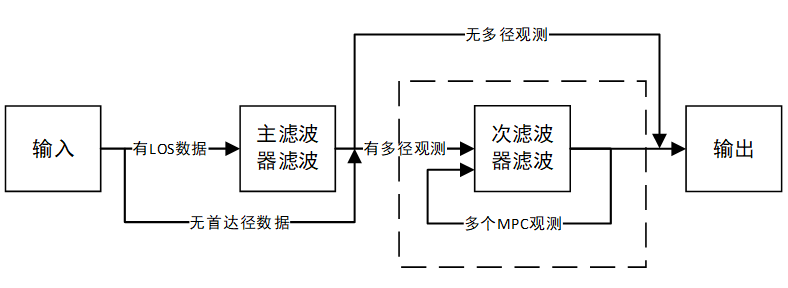 无多径观测
输入
有LOS数据
主滤波
器滤波
有多径观测
次滤波
器滤波
输出
无首达径数据
多个MPC观测